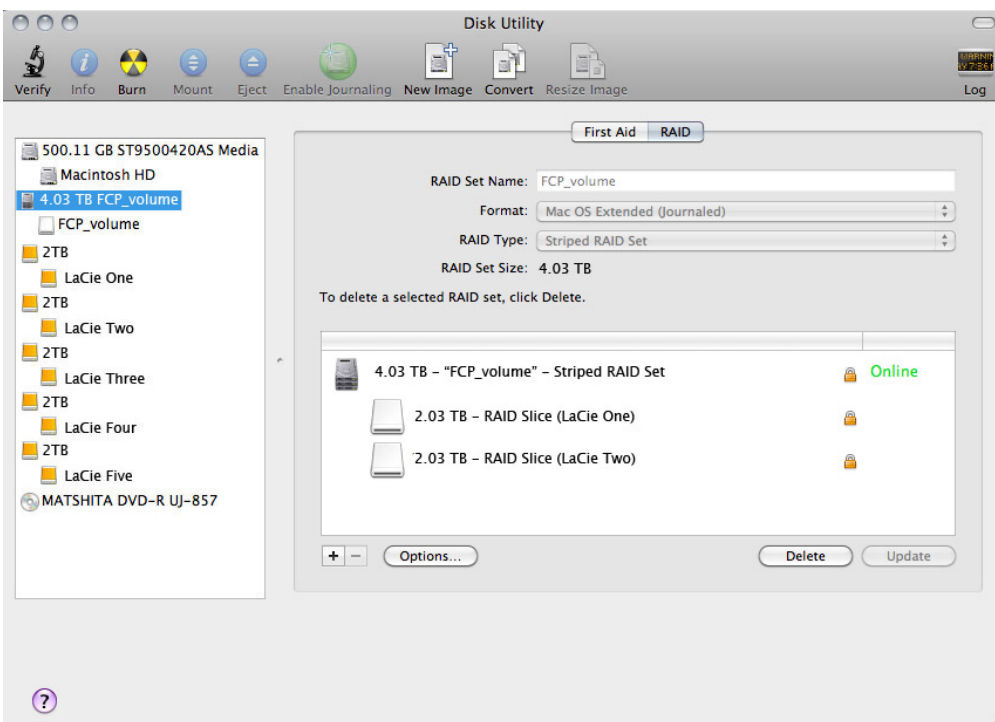 Disk Utility
Verify Info Burn Mount Eject Enable Journaling New Image Convert Resize Image Log
500.11 GB ST9500420AS Media
Macintosh HD
4.03 TB FCP_volume
FCP_volume
2TB
LaCie One
2TB
LaCie Two
2TB
LaCie Three
2TB
LaCie Four
2TB
LaCie Five
MATSHITA DVD-R UJ-857
First Aid RAID
RAID Set Name: FCP_volume
Format: Mac OS Extended (Journaled)
RAID Type: Striped RAID Set
RAID Set Size: 4.03 TB
To delete a selected RAID set, click Delete.
4.03 TB – "FCP_volume" – Striped RAID Set Online
2.03 TB – RAID Slice (LaCie One)
2.03 TB – RAID Slice (LaCie Two)
+ − Options... Delete Update
?